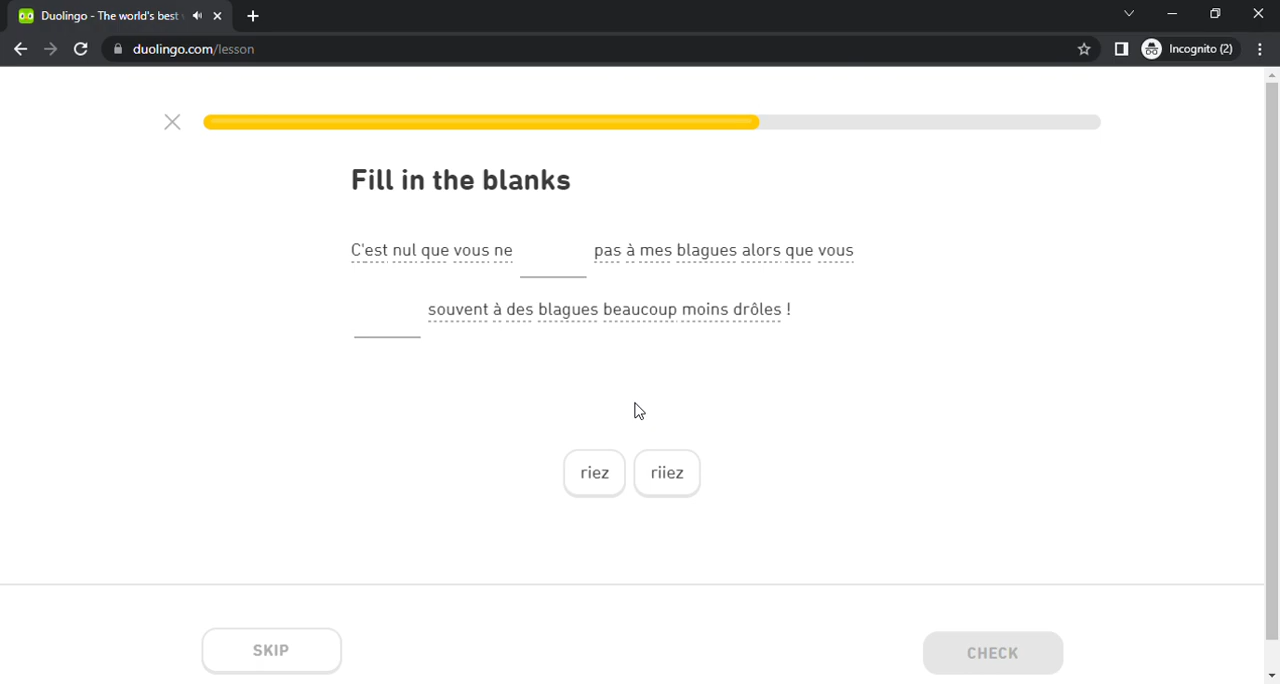 Duolingo - The world's best
duolingo.com/lesson
Incognito (2)
Fill in the blanks
C'est nul que vous ne pas à mes blagues alors que vous
souvent à des blagues beaucoup moins drôles !
riez riiez
SKIP CHECK